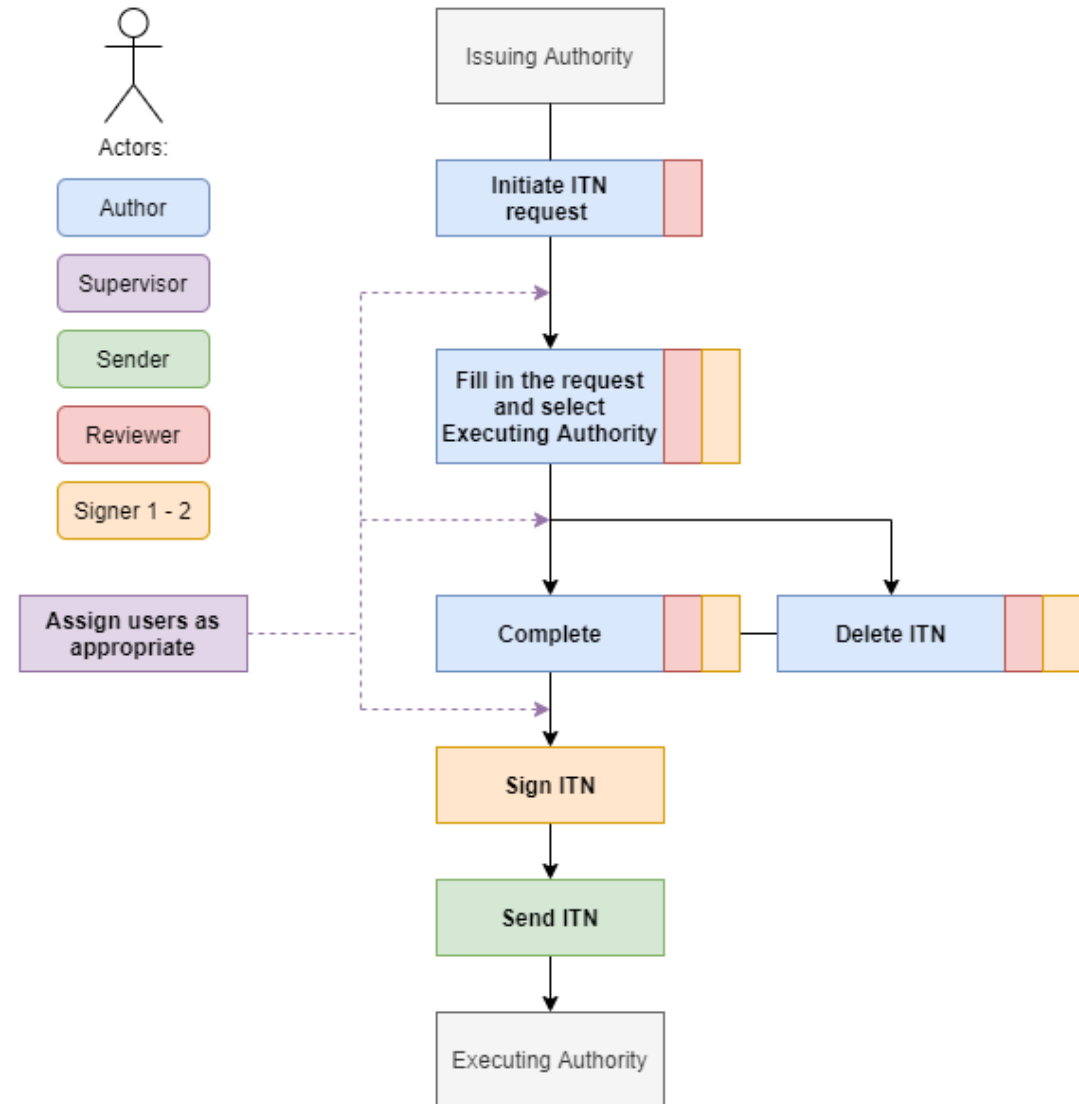 Actors:
Author
Supervisor
Sender
Reviewer
Signer 1 - 2
Issuing Authority
Initiate ITN
request
Fill in the request
and select
Executing Authority
Assign users as
appropriate
Complete
Delete ITN
Sign ITN
Send ITN
Executing Authority